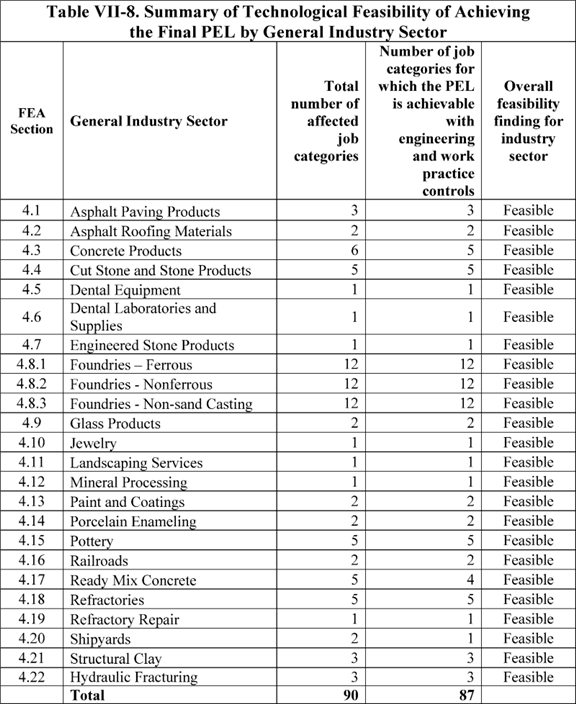 Table VII-8. Summary of Technological Feasibility of Achieving
the Final PEL by General Industry Sector
FEA
Section
General Industry Sector
Total
number of
affected
job
categories
Number of job
categories for
which the PEL
is achievable
with
engineering
and work
practice
controls
Overall
feasibility
finding for
industry
sector
4.1 Asphalt Paving Products 3 3 Feasible
4.2 Asphalt Roofing Materials 2 2 Feasible
4.3 Concrete Products 6 5 Feasible
4.4 Cut Stone and Stone Products 5 5 Feasible
4.5 Dental Equipment 1 1 Feasible
4.6 Dental Laboratories and
Supplies 1 1 Feasible
4.7 Engineered Stone Products 1 1 Feasible
4.8.1 Foundries – Ferrous 12 12 Feasible
4.8.2 Foundries - Nonferrous 12 12 Feasible
4.8.3 Foundries - Non-sand Casting 12 12 Feasible
4.9 Glass Products 2 2 Feasible
4.10 Jewelry 1 1 Feasible
4.11 Landscaping Services 1 1 Feasible
4.12 Mineral Processing 1 1 Feasible
4.13 Paint and Coatings 2 2 Feasible
4.14 Porcelain Enameling 2 2 Feasible
4.15 Pottery 5 5 Feasible
4.16 Railroads 2 2 Feasible
4.17 Ready Mix Concrete 5 4 Feasible
4.18 Refractories 5 5 Feasible
4.19 Refractory Repair 1 1 Feasible
4.20 Shipyards 2 1 Feasible
4.21 Structural Clay 3 3 Feasible
4.22 Hydraulic Fracturing 3 3 Feasible
Total 90 87